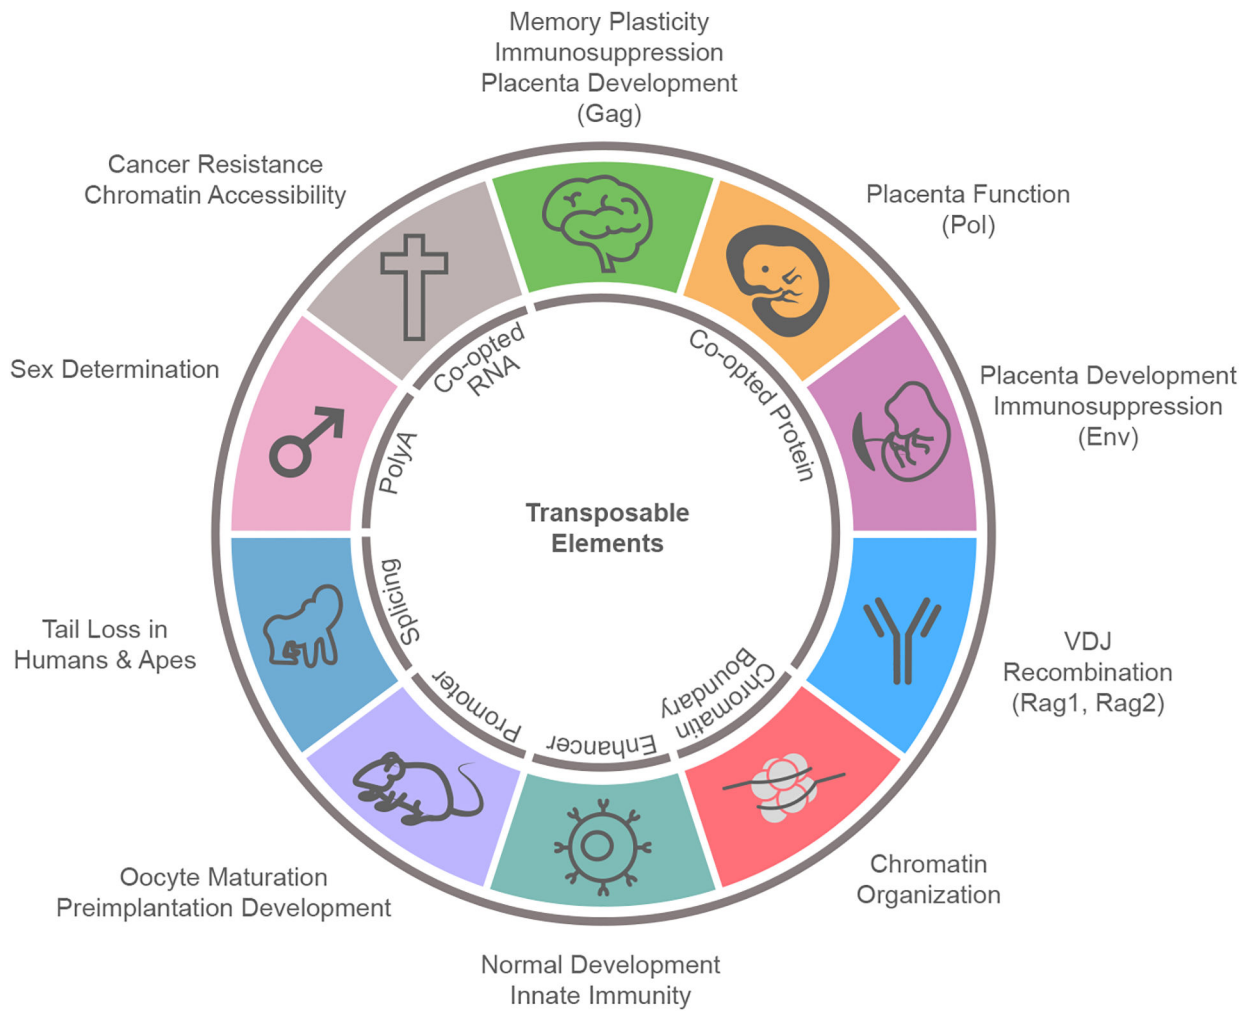 Memory Plasticity
Immunosuppression
Placenta Development
(Gag)
Placenta Function
(Pol)
Placenta Development
Immunosuppression
(Env)
VDJ
Recombination
(Rag1, Rag2)
Chromatin
Organization
Normal Development
Innate Immunity
Oocyte Maturation
Preimplantation Development
Tail Loss in
Humans & Apes
Sex Determination
Cancer Resistance
Chromatin Accessibility
Co-opted Protein
Chromatin
Boundary
Enhancer
Promoter
Splicing
PolyA
Co-opted
RNA
Transposable
Elements